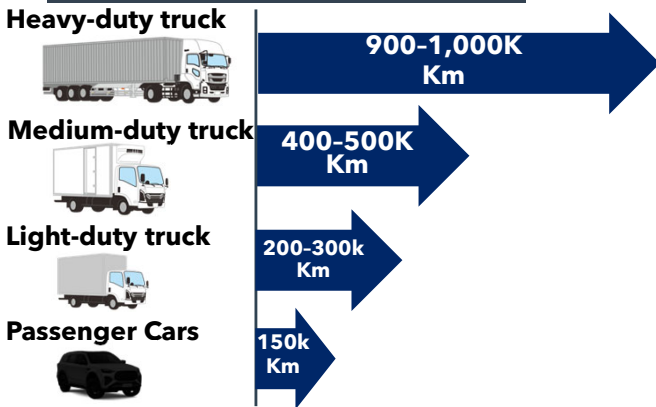 Heavy-duty truck
900–1,000K
Km
Medium-duty truck
400–500K
Km
Light-duty truck
200–300k
Km
Passenger Cars
150k
Km